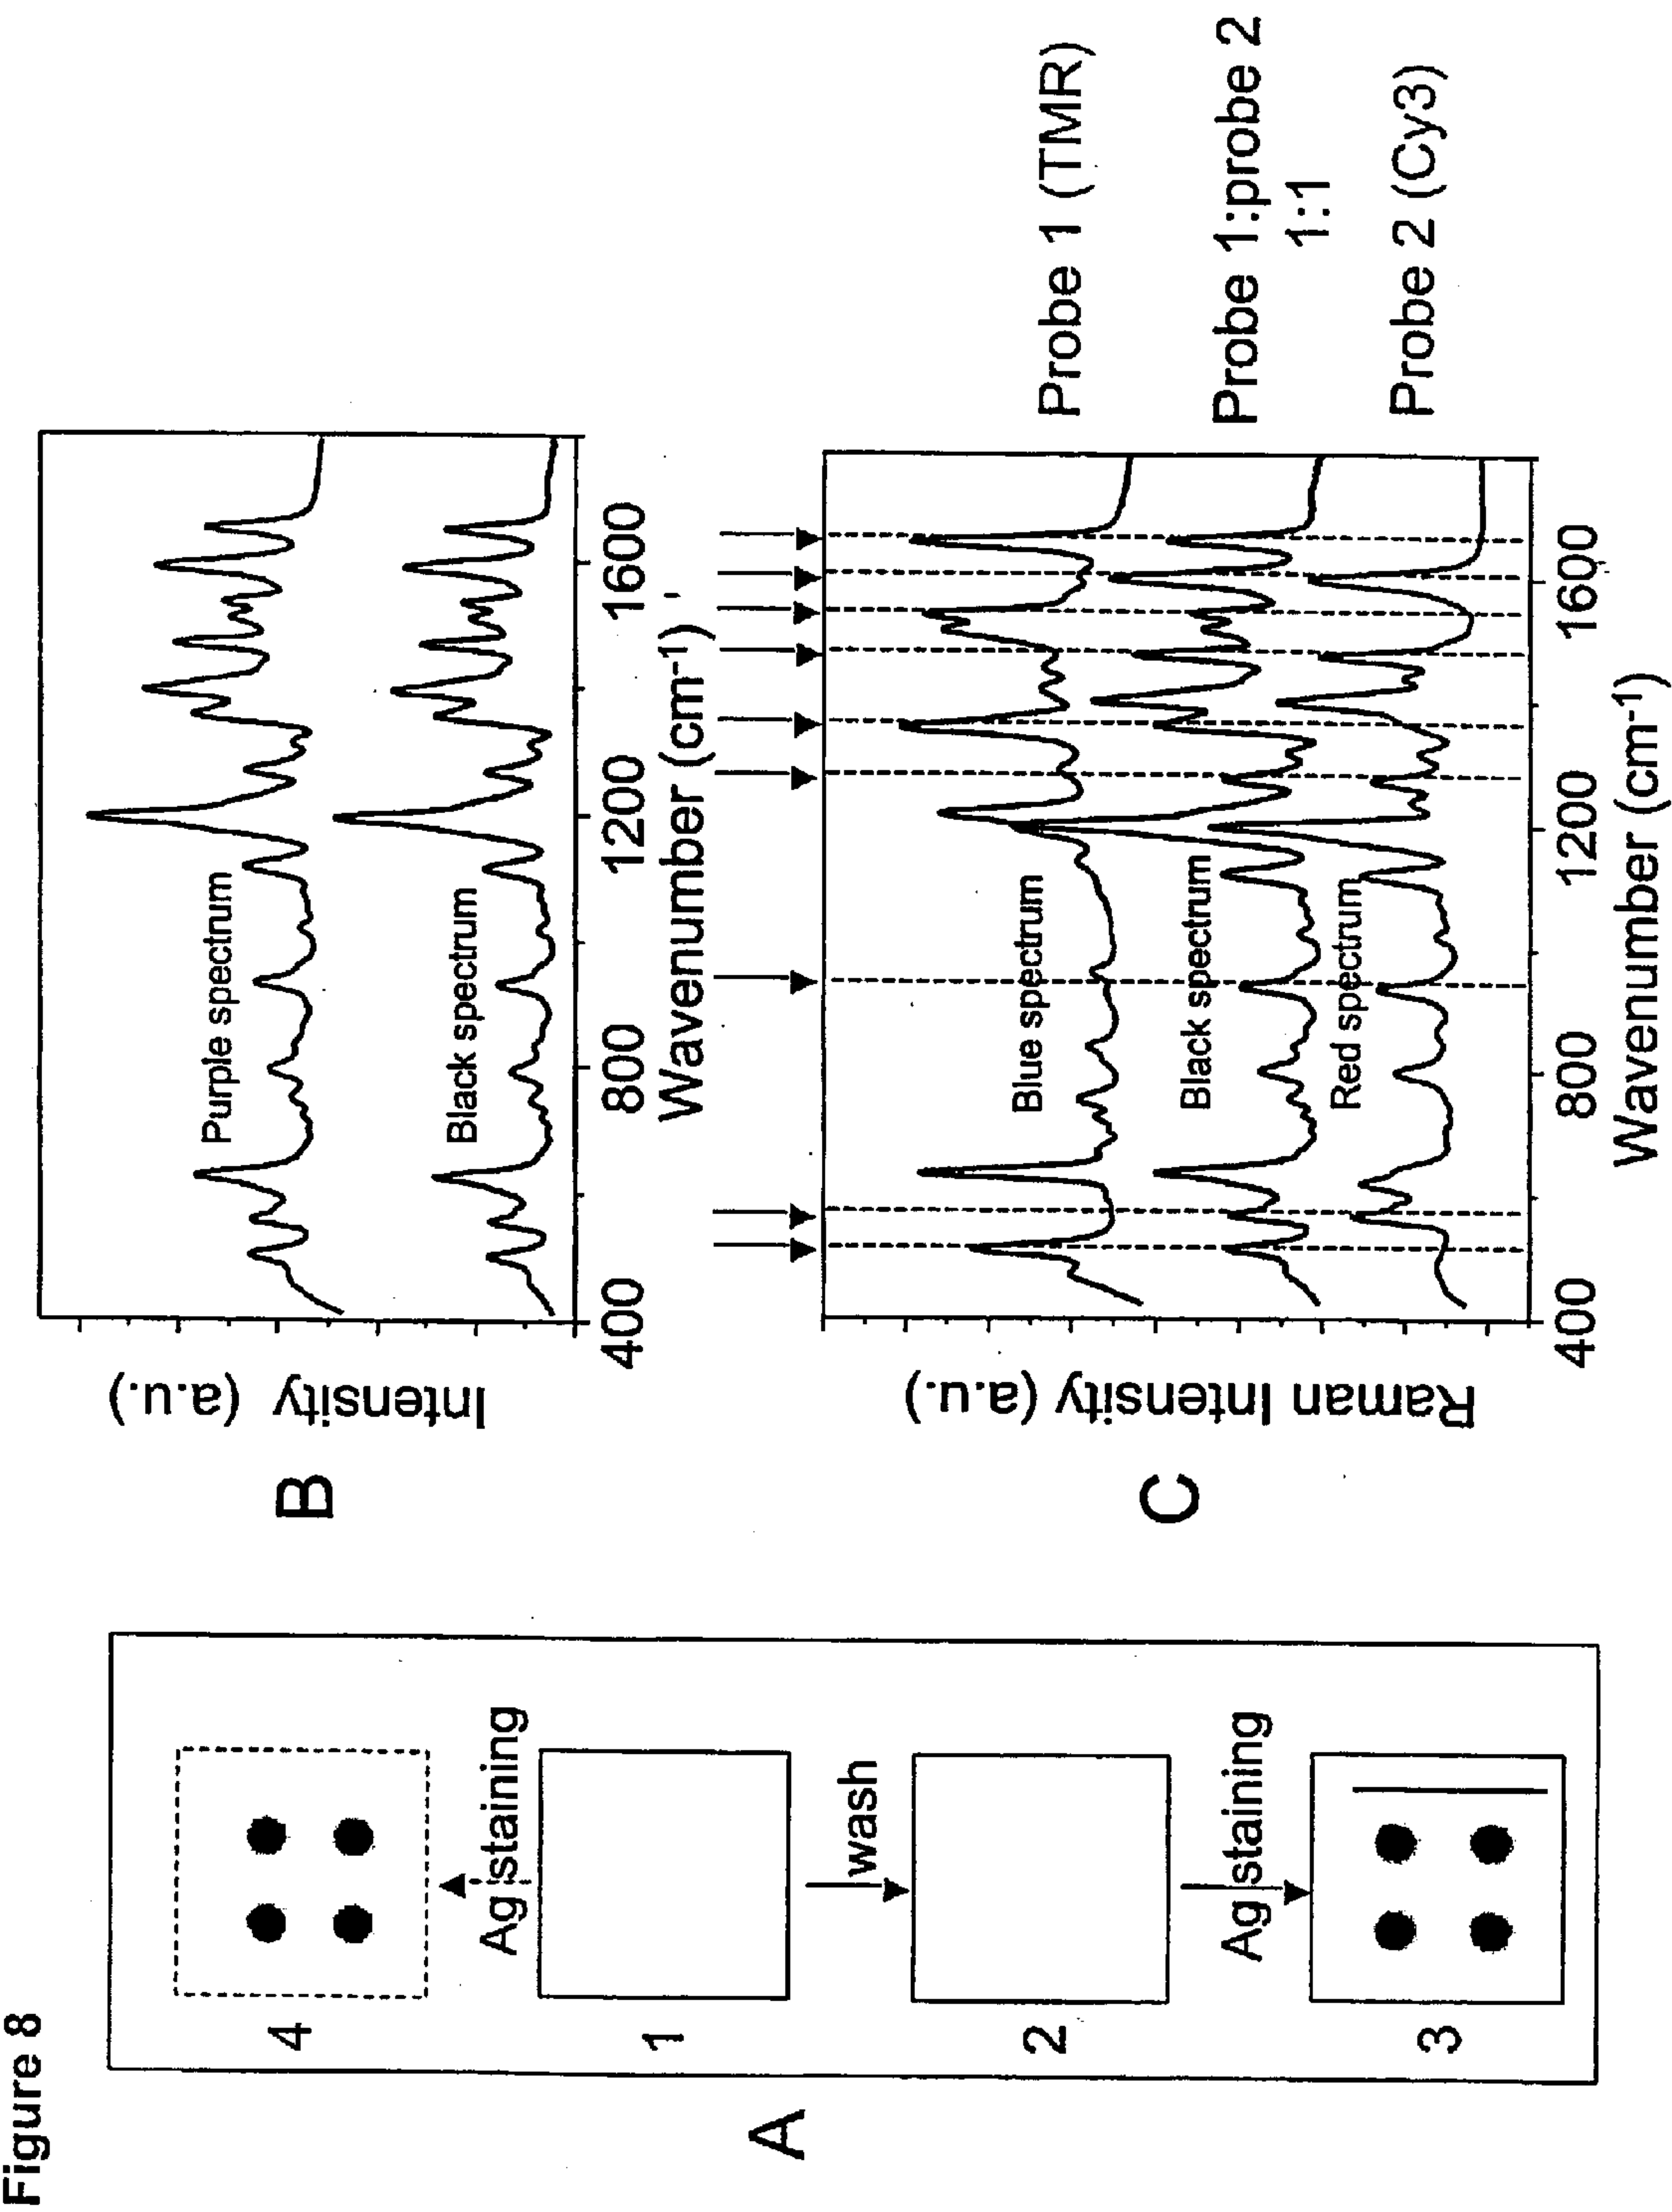 Figure 8
A
4
Ag staining
1
wash
2
Ag staining
3
B
Intensity (a.u.)
Purple spectrum
Black spectrum
400
800
1200
1600
Wavenumber (cm-1)
C
Raman Intensity (a.u.)
Blue spectrum
Black spectrum
Red spectrum
Probe 1 (TMR)
Probe 1:probe 2
1:1
Probe 2 (Cy3)
400
800
1200
1600
Wavenumber (cm-1)